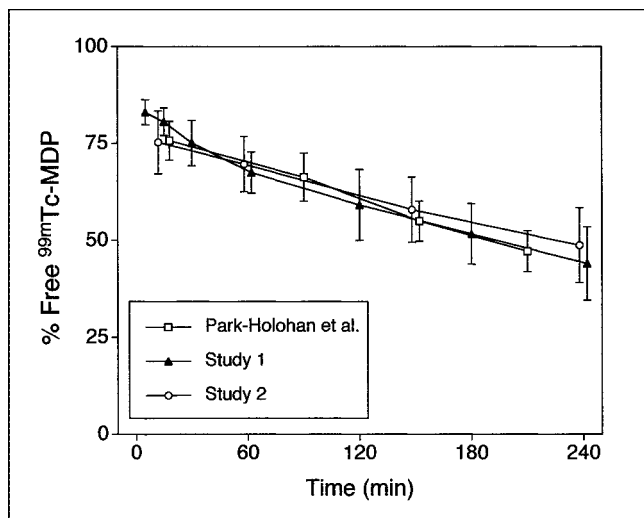 100
75
50
25
0
% Free 99mTc-MDP
Park-Holohan et al.
Study 1
Study 2
0 60 120 180 240
Time (min)